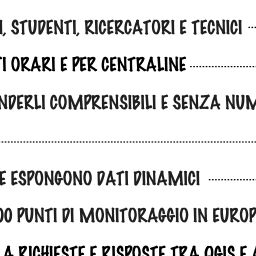 I, STUDENTI, RICERCATORI E TECNICI
TI ORARI E PER CENTRALINE
NDERLI COMPRENSIBILI E SENZA NUM
E ESPONGONO DATI DINAMICI
00 PUNTI DI MONITORAGGIO IN EUROP
A RICHIESTE E RISPOSTE TRA OGIS E